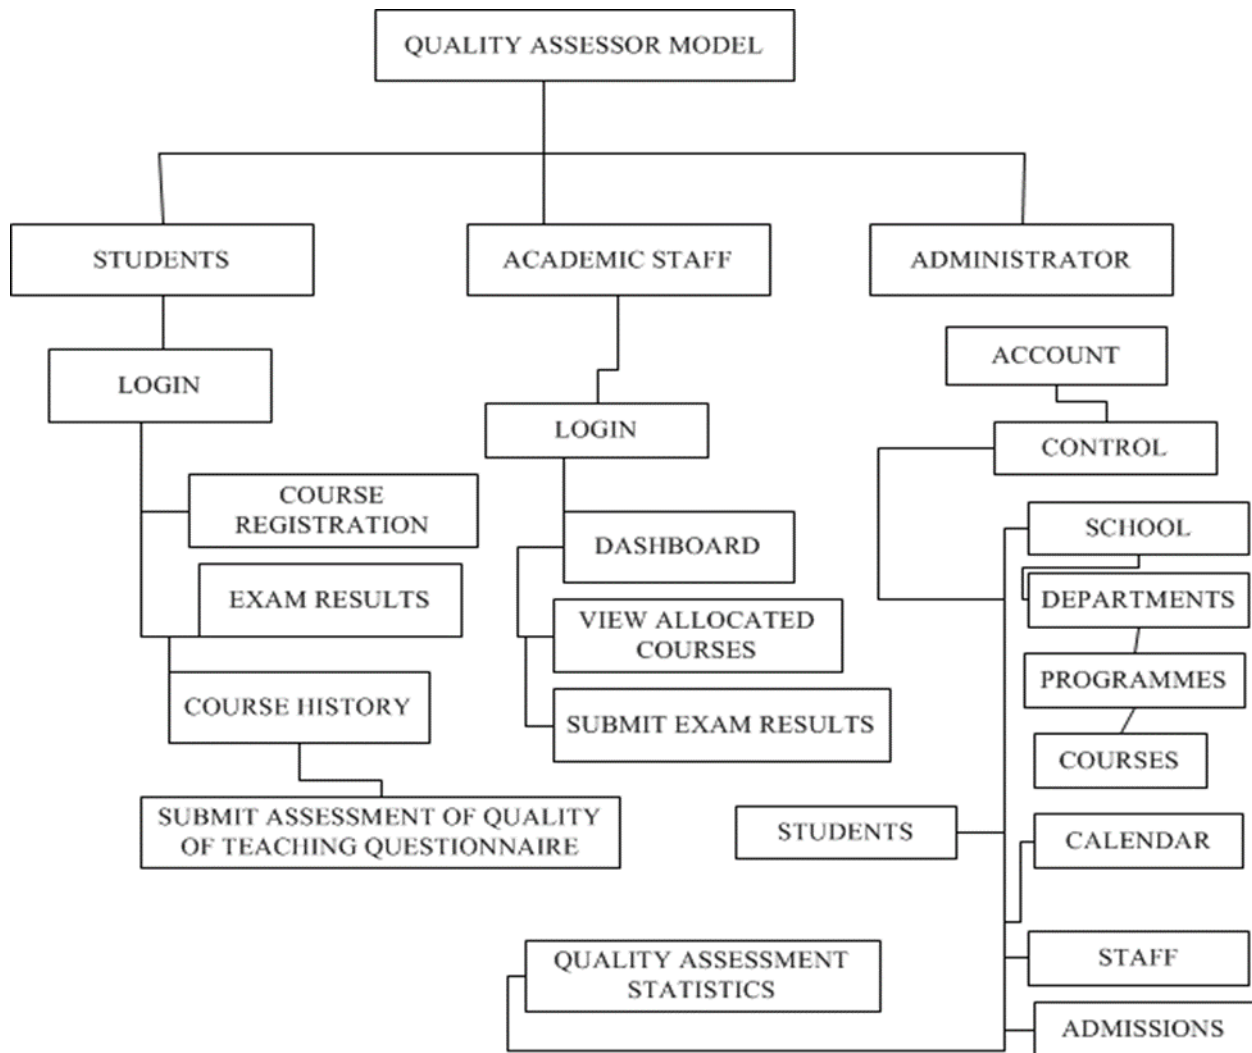 QUALITY ASSESSOR MODEL
STUDENTS
ACADEMIC STAFF
ADMINISTRATOR
LOGIN
COURSE
REGISTRATION
EXAM RESULTS
COURSE HISTORY
SUBMIT ASSESSMENT OF QUALITY
OF TEACHING QUESTIONNAIRE
LOGIN
DASHBOARD
VIEW ALLOCATED
COURSES
SUBMIT EXAM RESULTS
ACCOUNT
CONTROL
SCHOOL
DEPARTMENTS
PROGRAMMES
COURSES
STUDENTS
CALENDAR
QUALITY ASSESSMENT
STATISTICS
STAFF
ADMISSIONS